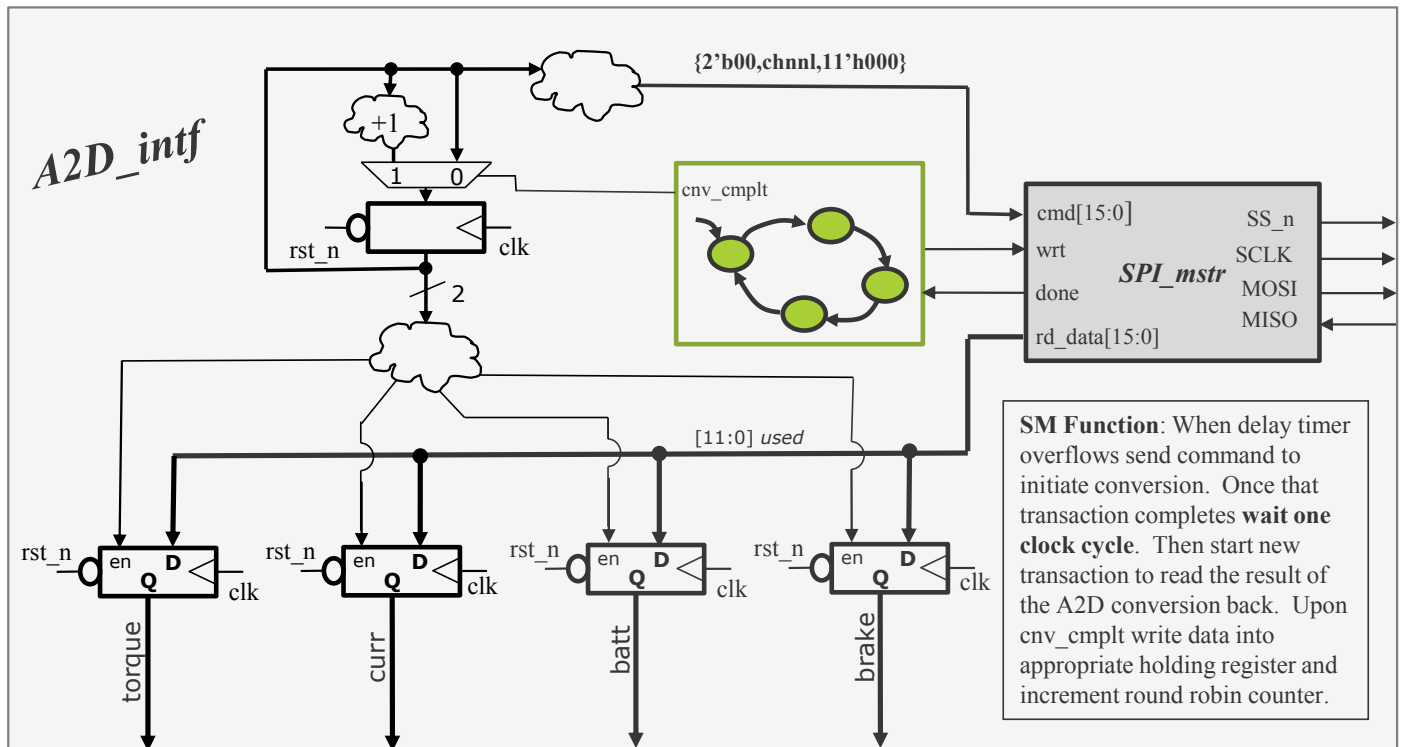 A2D_intf
{2'b00,chnnl,11'h000}
+1
1 0
rst_n
clk
2
cnv_cmplt
cmd[15:0]
wrt
done
rd_data[15:0]
SPI_mstr
SS_n
SCLK
MOSI
MISO
[11:0] used
SM Function: When delay timer
overflows send command to
initiate conversion. Once that
transaction completes wait one
clock cycle. Then start new
transaction to read the result of
the A2D conversion back. Upon
cnv_cmplt write data into
appropriate holding register and
increment round robin counter.
rst_n
en D
Q
clk
torque
rst_n
en D
Q
clk
curr
rst_n
en D
Q
clk
batt
rst_n
en D
Q
clk
brake